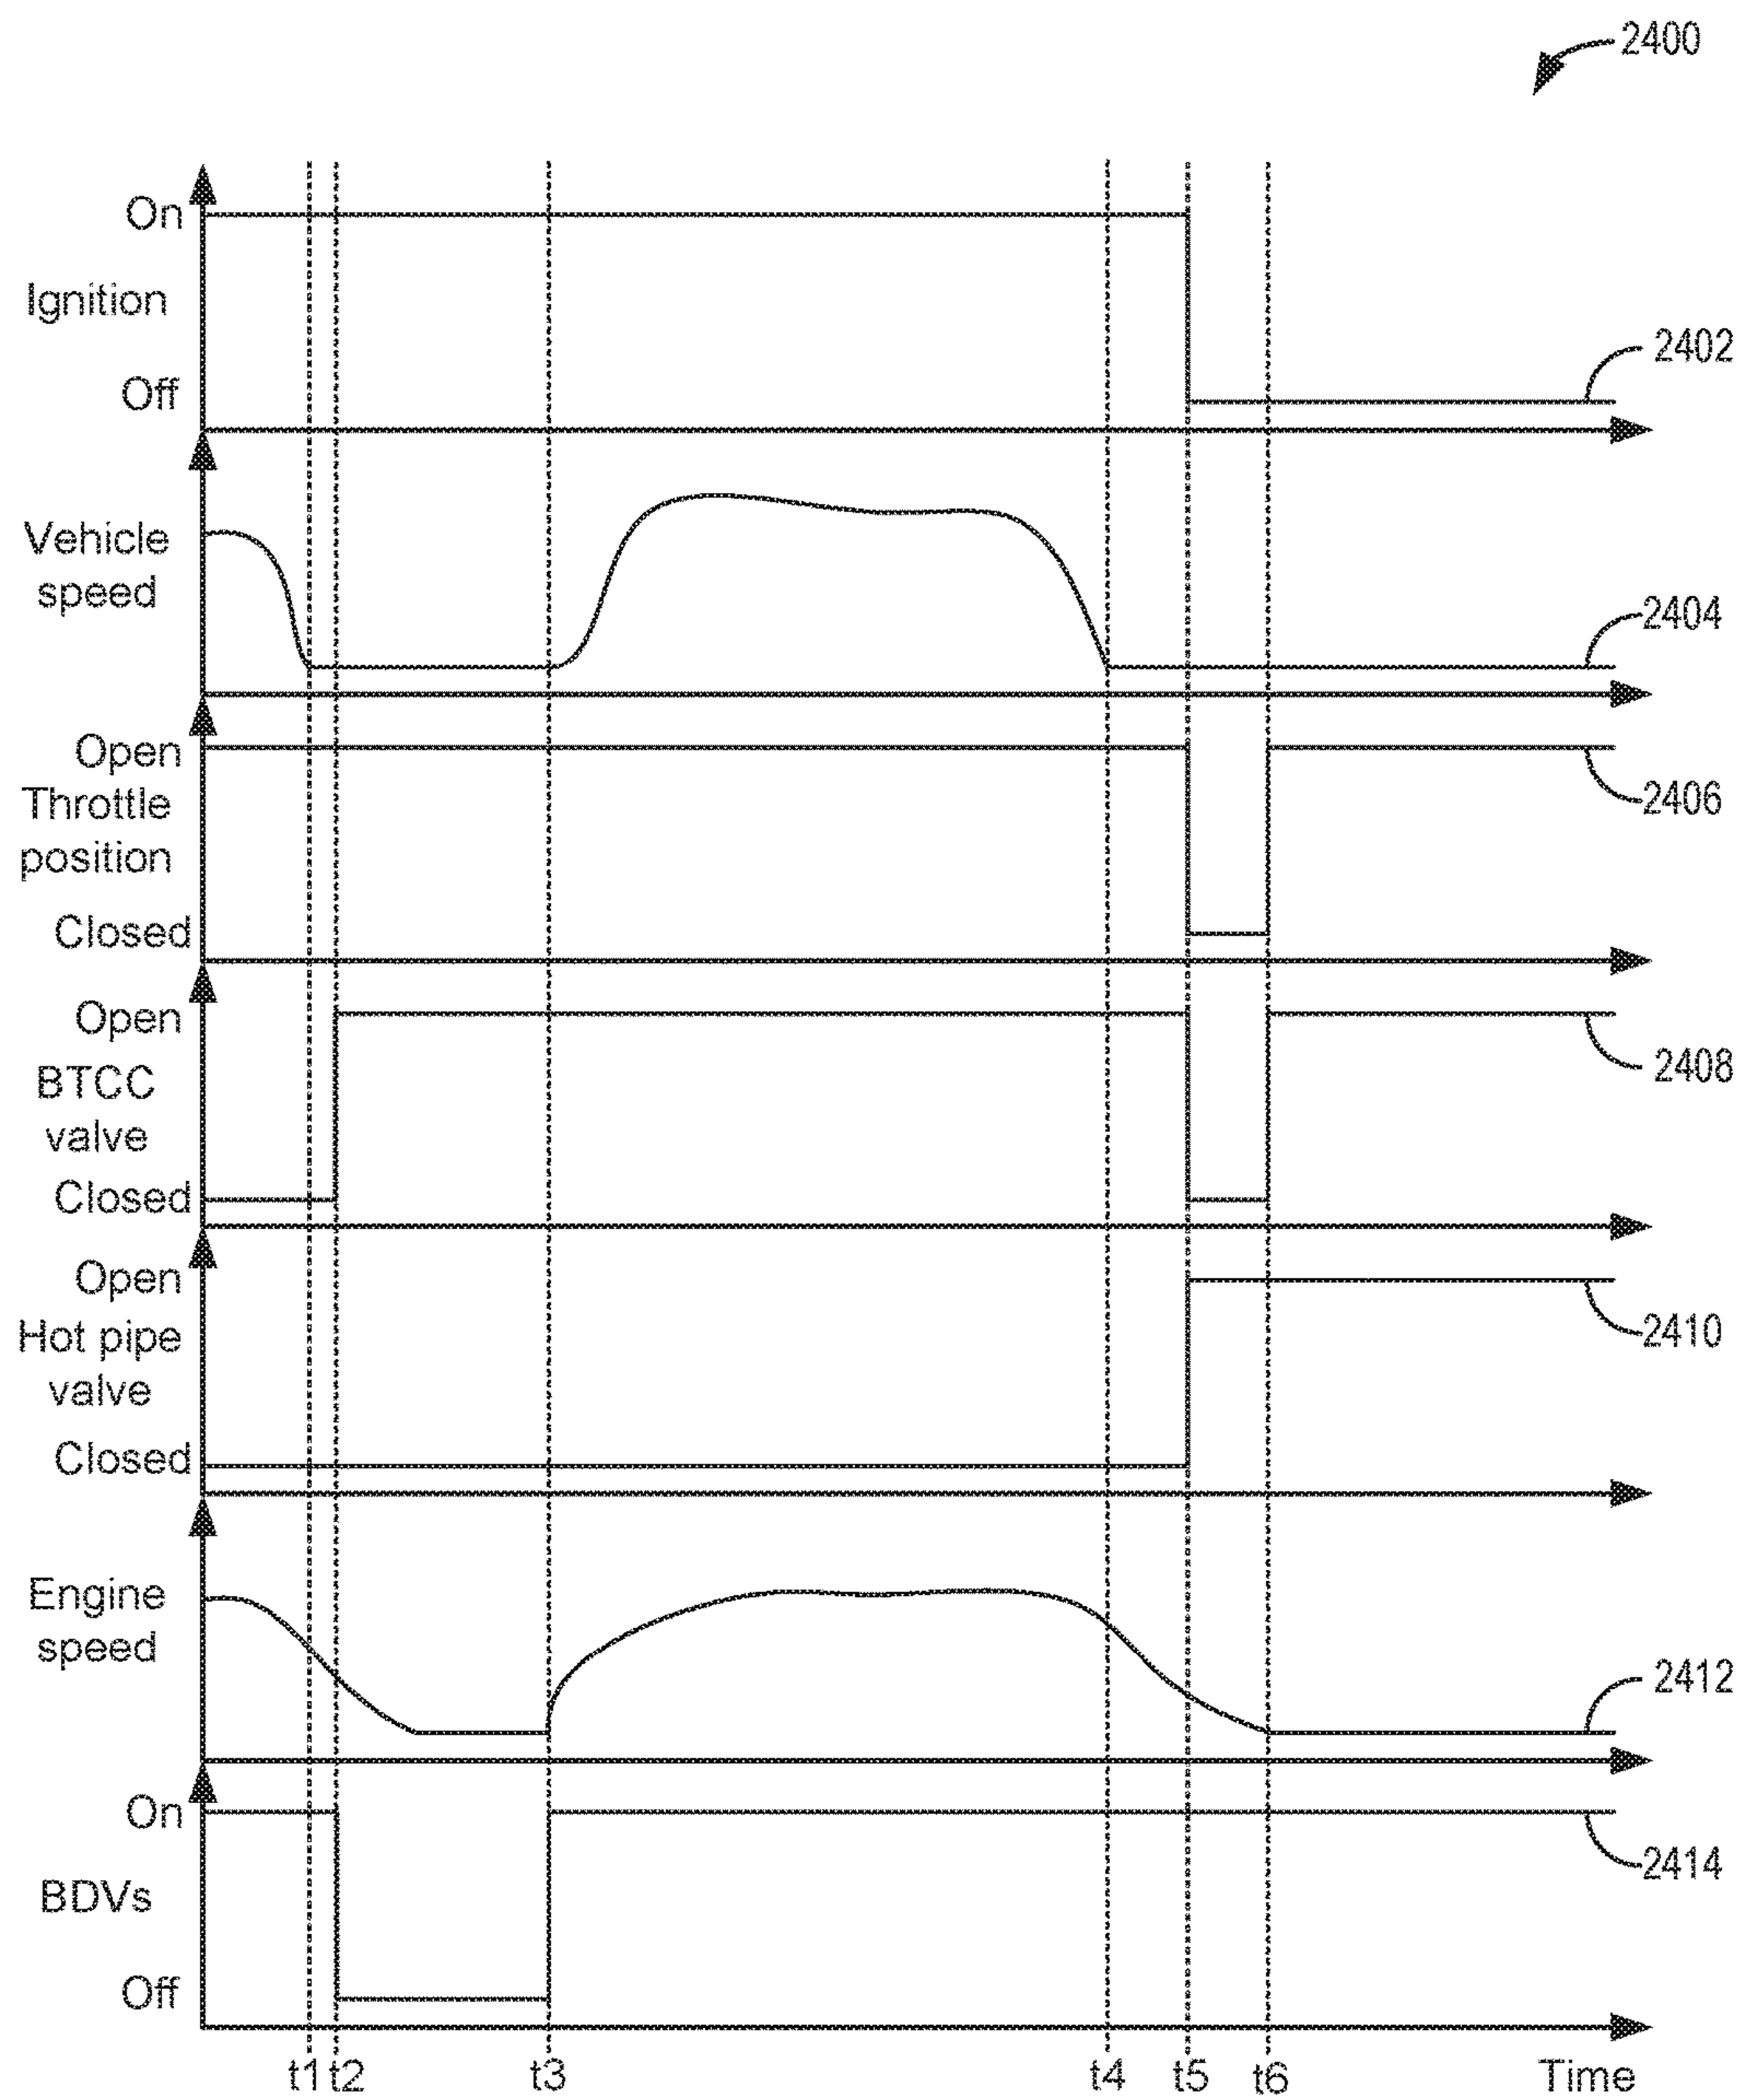 2400
On
Ignition
Off
2402
Vehicle
speed
2404
Open
Throttle
position
Closed
2406
Open
BTCC
valve
Closed
2408
Open
Hot pipe
valve
Closed
2410
Engine
speed
2412
On
BDVs
Off
2414
t1 t2 t3 t4 t5 t6 Time